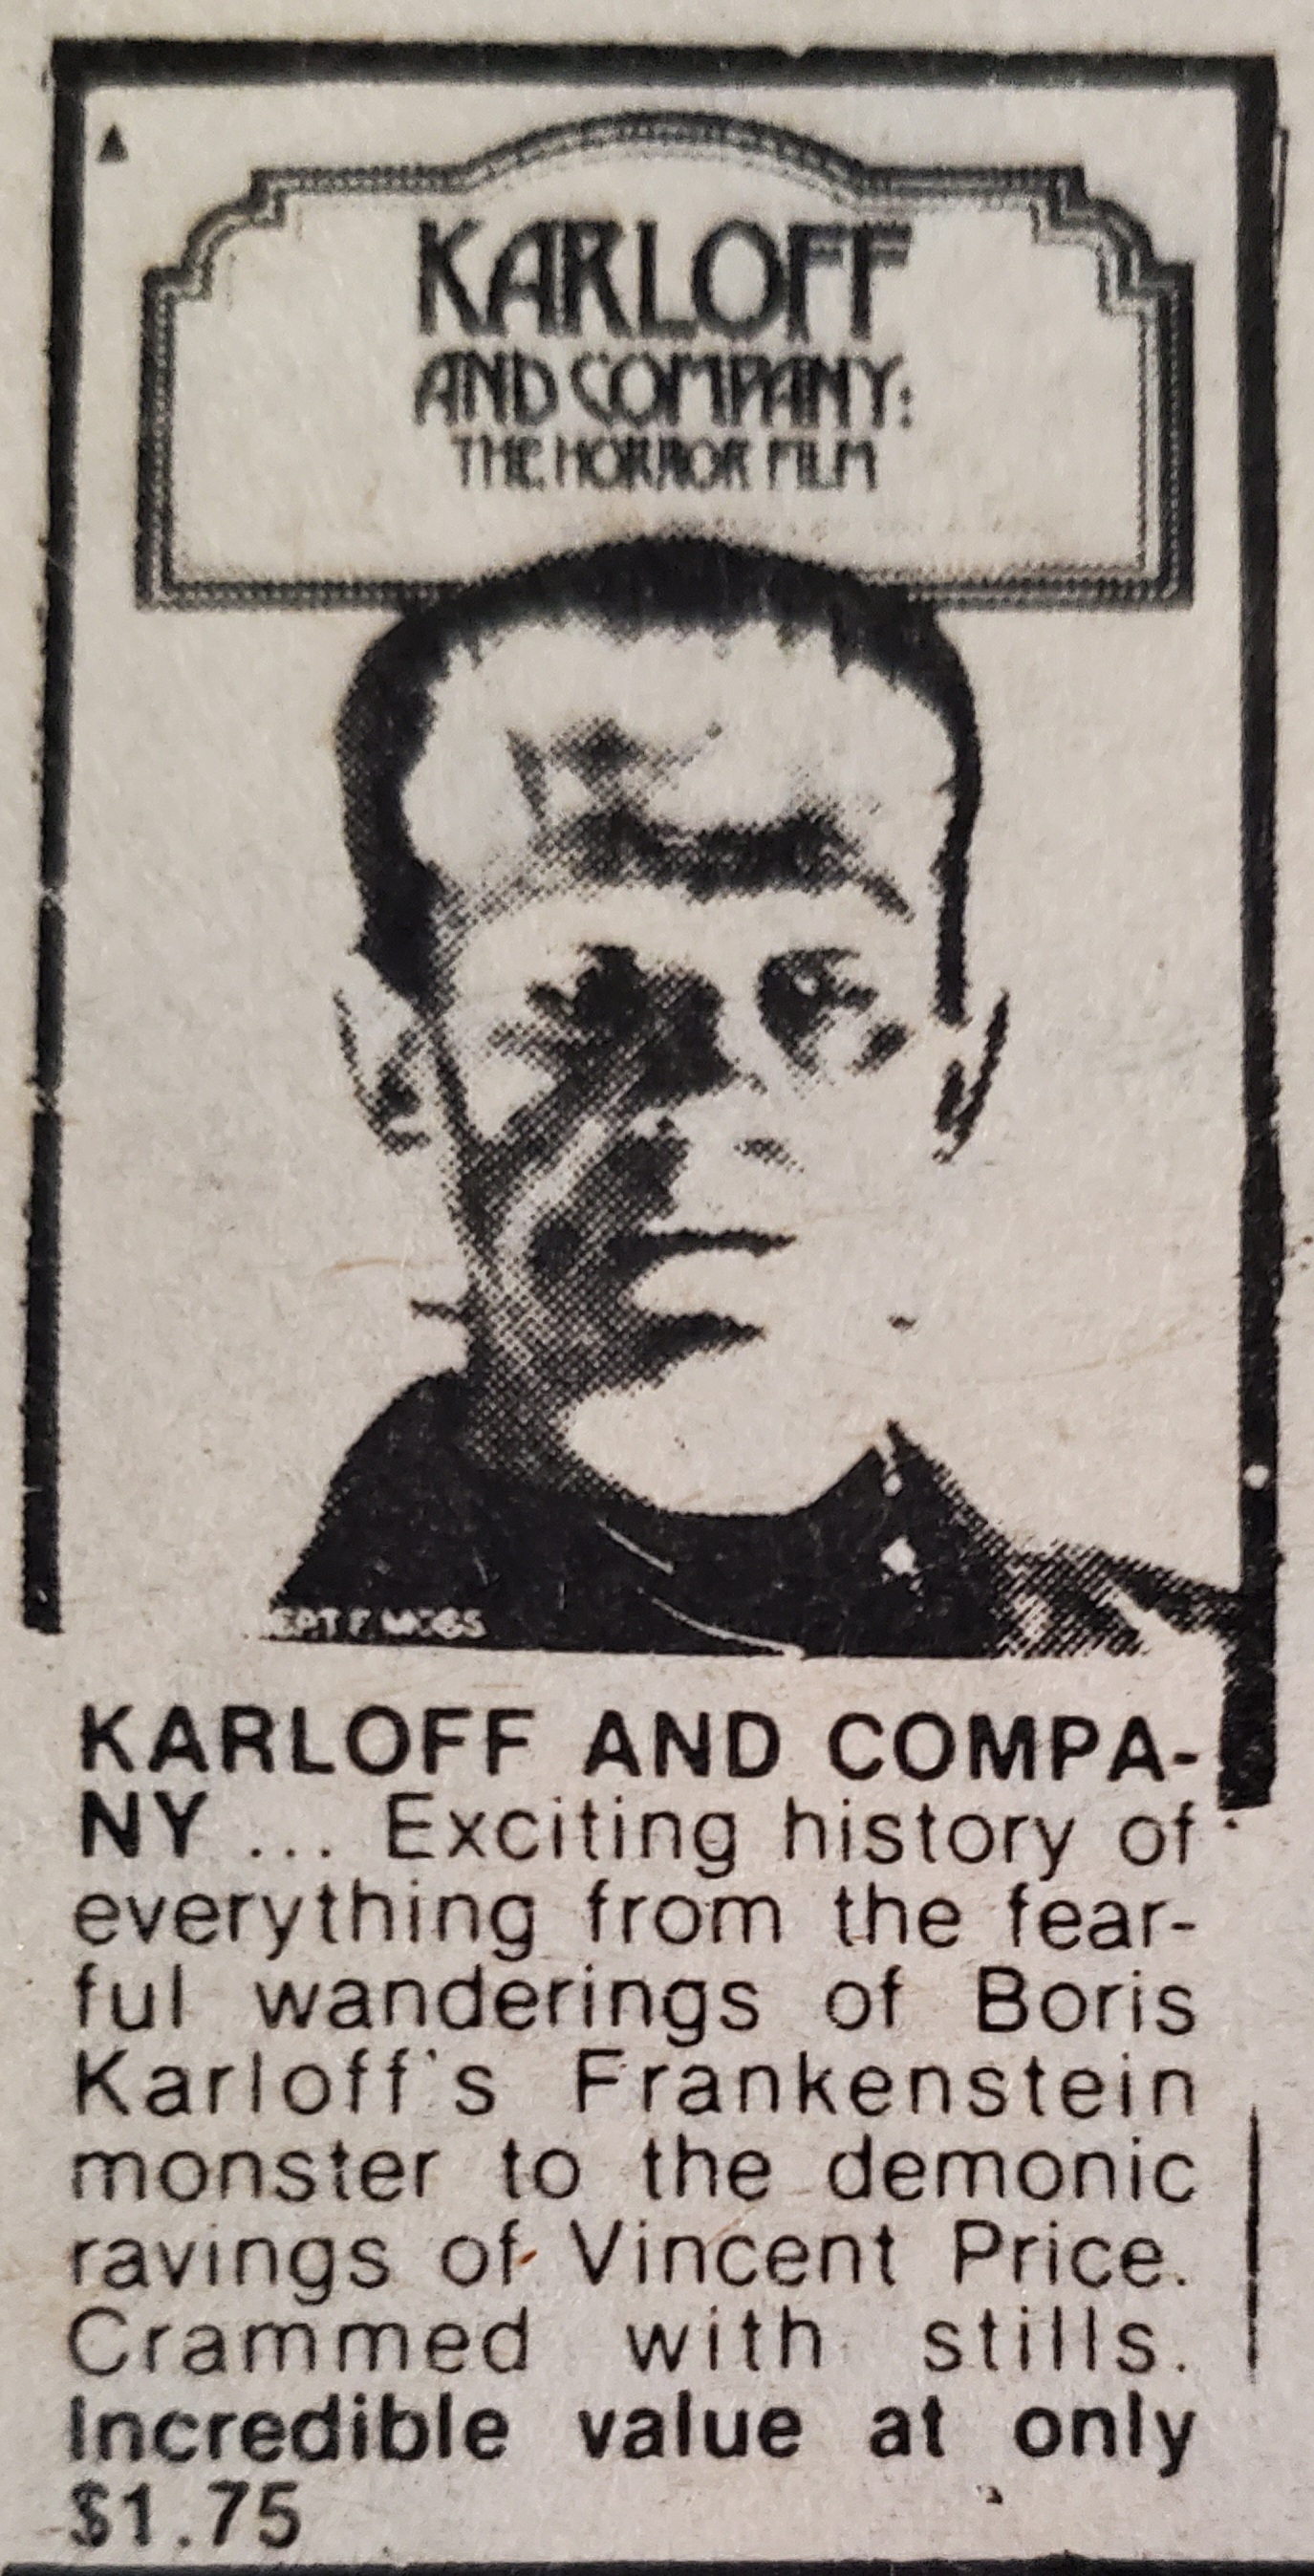 KARLOFF
AND COMPANY:
THE HORROR FILM
KARLOFF AND COMPA-
NY ... Exciting history of
everything from the fear-
ful wanderings of Boris
Karloff's Frankenstein
monster to the demonic
ravings of Vincent Price.
Crammed with stills.
Incredible value at only
$1.75